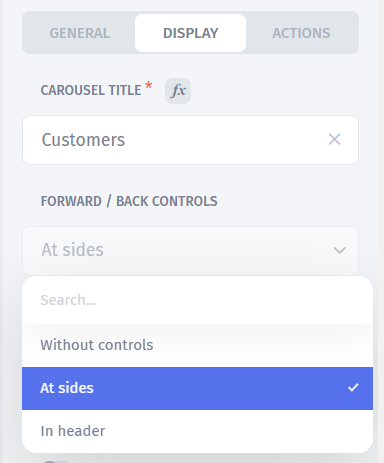 GENERAL DISPLAY ACTIONS
CAROUSEL TITLE * fx
Customers
FORWARD / BACK CONTROLS
At sides
Search...
Without controls
At sides
In header